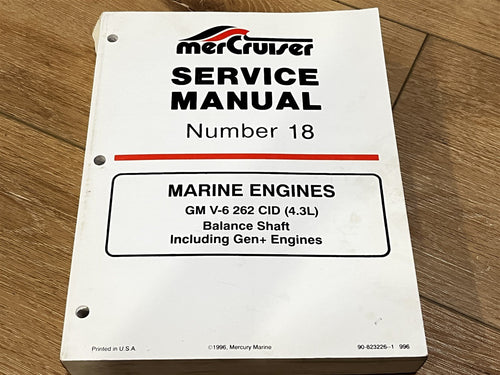 merCruiser
SERVICE
MANUAL
Number 18
MARINE ENGINES
GM V-6 262 CID (4.3L)
Balance Shaft
Including Gen+ Engines
Printed in U.S.A. ©1996, Mercury Marine 90-823226--1 996